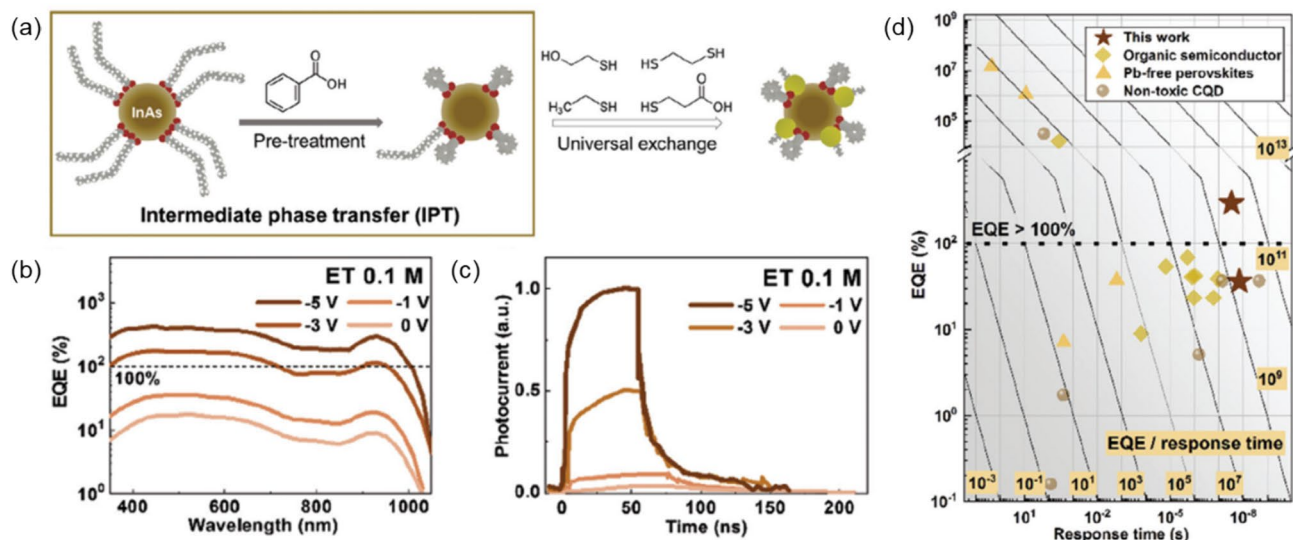 (a)
InAs
OH
O
Pre-treatment
HO SH HS SH
H₃C SH HS OH
O
Universal exchange
Intermediate phase transfer (IPT)
(b)
ET 0.1 M
-5 V -1 V
-3 V 0 V
100%
EQE (%)
10³
10²
10¹
10⁰
400 600 800 1000
Wavelength (nm)
(c)
ET 0.1 M
-5 V -1 V
-3 V 0 V
Photocurrent (a.u.)
1.0
0.5
0.0
0 50 100 150 200
Time (ns)
(d)
This work
Organic semiconductor
Pb-free perovskites
Non-toxic CQD
EQE (%)
10⁹
10⁷
10⁵
10²
10¹
10⁰
10⁻¹
EQE > 100%
10¹³
10¹¹
10⁹
EQE / response time
10⁻³ 10⁻¹ 10¹ 10³ 10⁵ 10⁷
10¹ 10⁻² 10⁻⁵ 10⁻⁸
Response time (s)